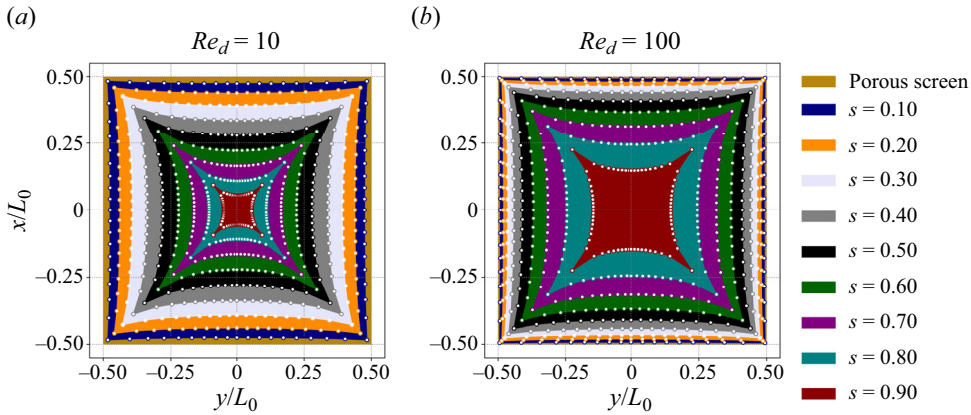 (a)
Re_d = 10
0.50
0.25
0
−0.25
−0.50
x/L_0
−0.50 −0.25 0 0.25 0.50
y/L_0
(b)
Re_d = 100
0.50
0.25
0
−0.25
−0.50
−0.50 −0.25 0 0.25 0.50
y/L_0
Porous screen
s = 0.10
s = 0.20
s = 0.30
s = 0.40
s = 0.50
s = 0.60
s = 0.70
s = 0.80
s = 0.90